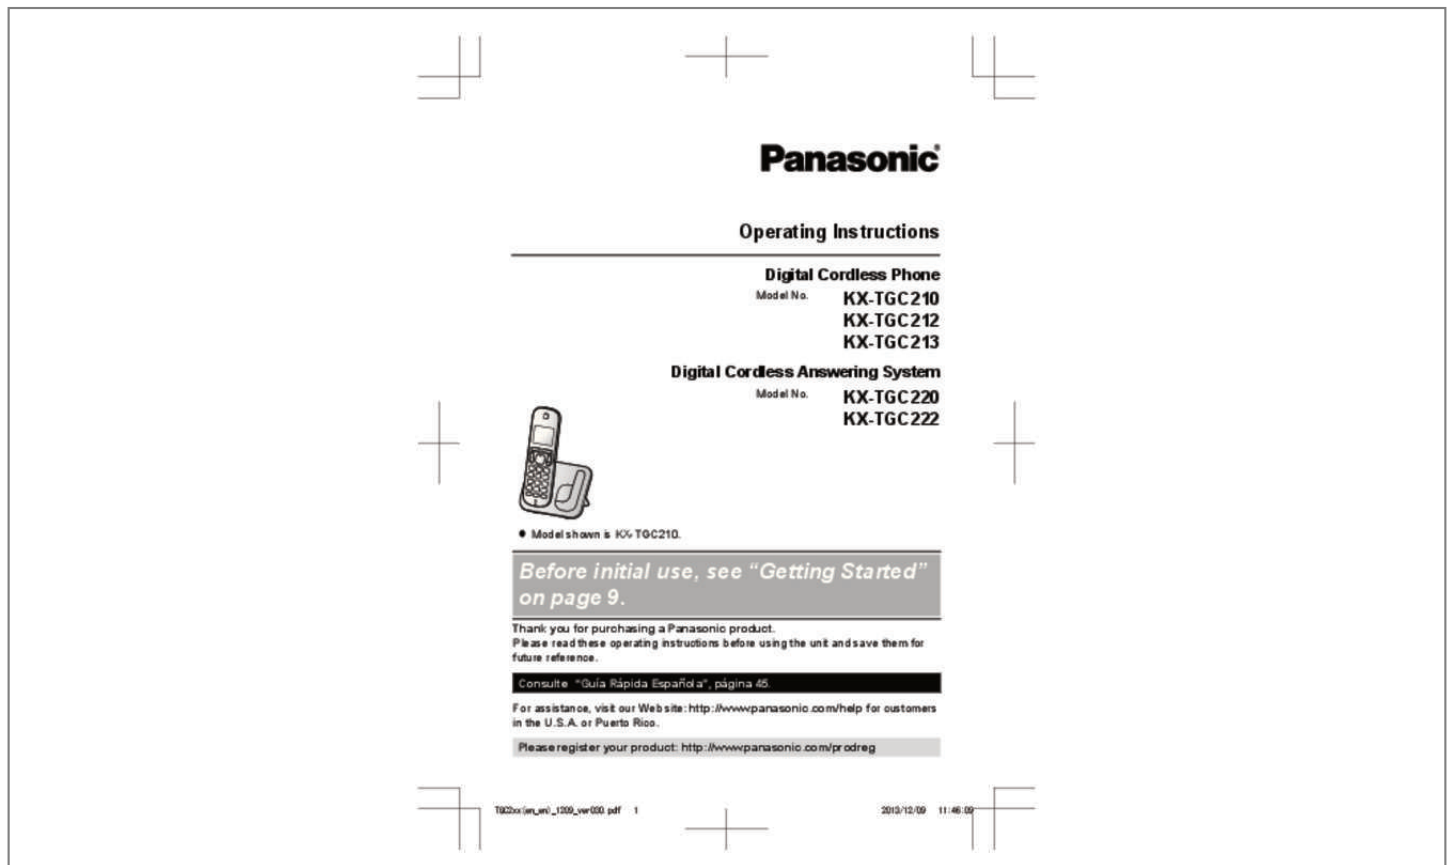 Panasonic®
Operating Instructions
Digital Cordless Phone
Model No. KX-TGC210
KX-TGC212
KX-TGC213
Digital Cordless Answering System
Model No. KX-TGC220
KX-TGC222
● Model shown is KX-TGC210.
Before initial use, see “Getting Started”
on page 9.
Thank you for purchasing a Panasonic product.
Please read these operating instructions before using the unit and save them for
future reference.
Consulte “Guía Rápida Española”, página 45.
For assistance, visit our Web site: http://www.panasonic.com/help for customers
in the U.S.A. or Puerto Rico.
Please register your product: http://www.panasonic.com/prodreg
TGC2xx(en_en)_1209_ver030.pdf 1 2013/12/09 11:46:09